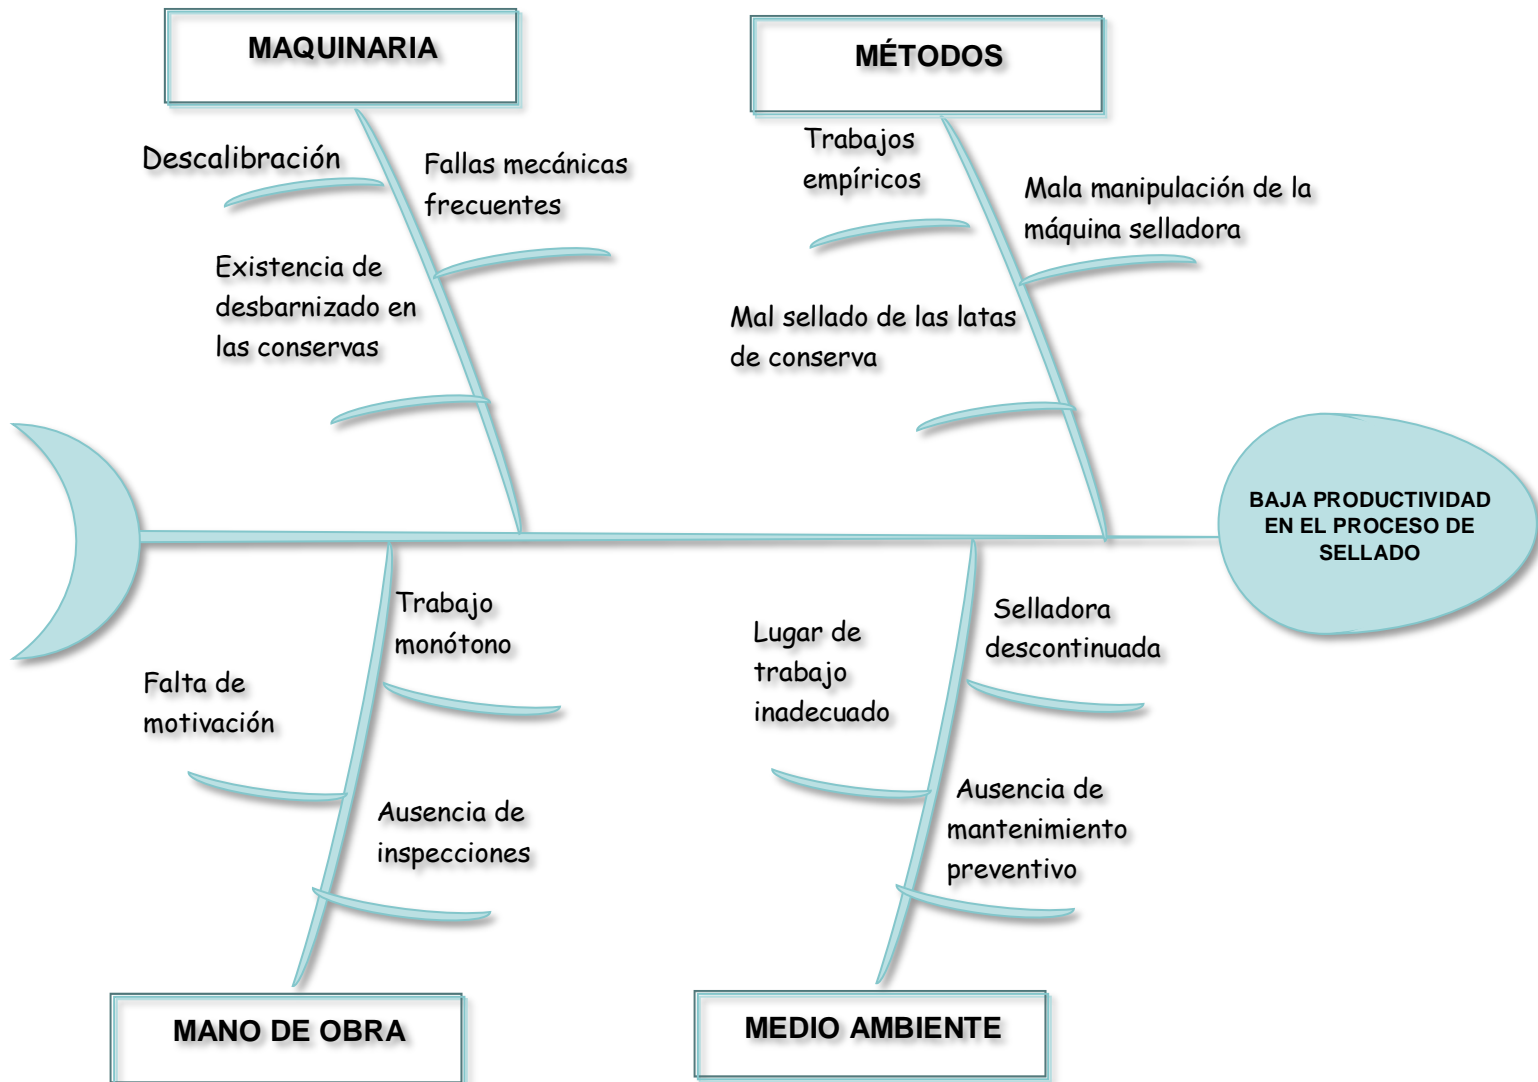 MAQUINARIA
MÉTODOS
Descalibración
Fallas mecánicas
frecuentes
Existencia de
desbarnizado en
las conservas
Trabajos
empíricos
Mala manipulación de la
máquina selladora
Mal sellado de las latas
de conserva
BAJA PRODUCTIVIDAD
EN EL PROCESO DE
SELLADO
Trabajo
monótono
Falta de
motivación
Ausencia de
inspecciones
Selladora
descontinuada
Lugar de
trabajo
inadecuado
Ausencia de
mantenimiento
preventivo
MANO DE OBRA
MEDIO AMBIENTE